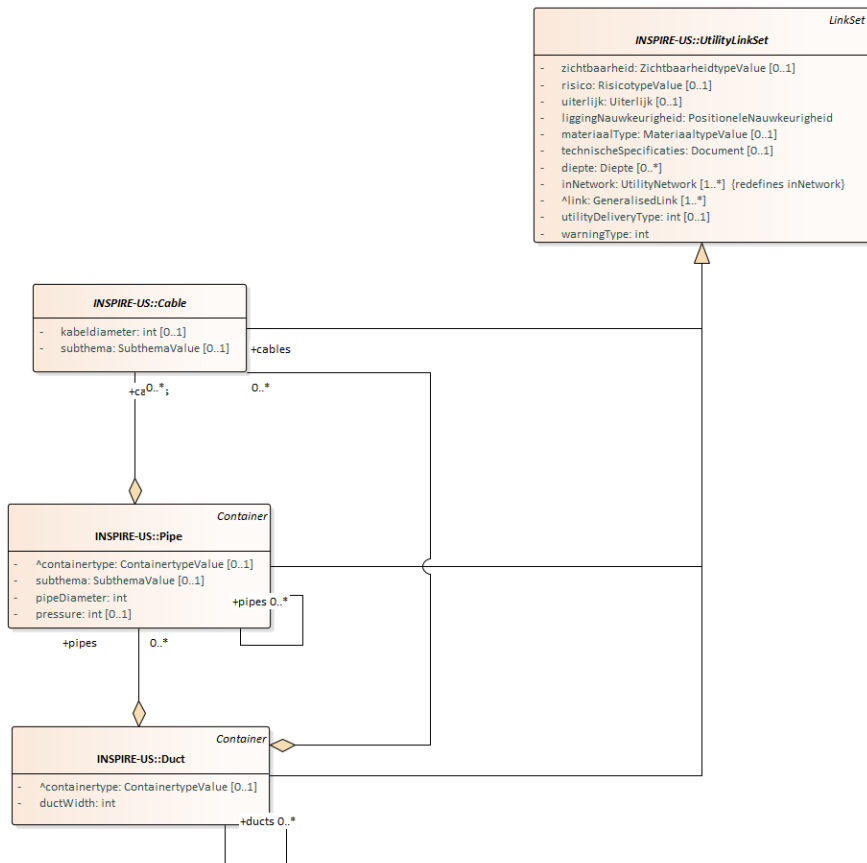 LinkSet
INSPIRE-US::UtilityLinkSet
- zichtbaarheid: ZichtbaarheidtypeValue [0..1]
- risico: RisicotypeValue [0..1]
- uiterlijk: Uiterlijk [0..1]
- liggingNauwkeurigheid: PositioneleNauwkeurigheid
- materiaalType: MateriaaltypeValue [0..1]
- technischeSpecificaties: Document [0..1]
- diepte: Diepte [0..*]
- inNetwork: UtilityNetwork [1..*] {redefines inNetwork}
- ^link: GeneralisedLink [1..*]
- utilityDeliveryType: int [0..1]
- warningType: int
INSPIRE-US::Cable
- kabeldiameter: int [0..1]
- subthema: SubthemaValue [0..1]
+cables
0..*
0..*
Container
INSPIRE-US::Pipe
- ^containertype: ContainertypeValue [0..1]
- subthema: SubthemaValue [0..1]
- pipeDiameter: int
- pressure: int [0..1]
+pipes 0..*
+pipes
0..*
Container
INSPIRE-US::Duct
- ^containertype: ContainertypeValue [0..1]
- ductWidth: int
+ducts 0..*